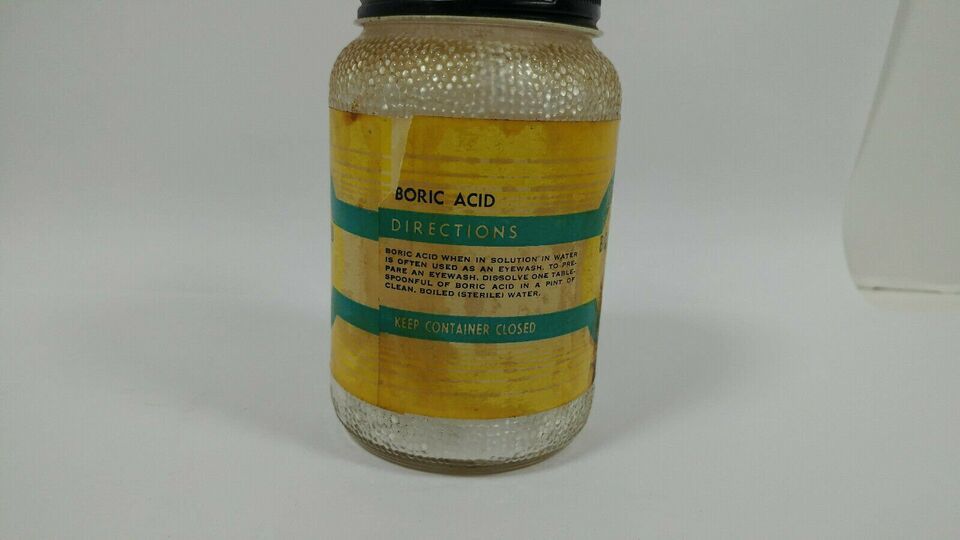 BORIC ACID
DIRECTIONS
BORIC ACID WHEN IN SOLUTION IN WATER
IS OFTEN USED AS AN EYEWASH. TO PRE-
PARE AN EYEWASH, DISSOLVE ONE TABLE-
SPOONFUL OF BORIC ACID IN A PINT OF
CLEAN, BOILED (STERILE) WATER.
KEEP CONTAINER CLOSED